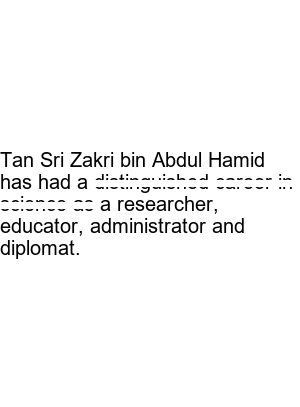 Tan Sri Zakri bin Abdul Hamid
has had a distinguished career in
science as a researcher,
educator, administrator and
diplomat.